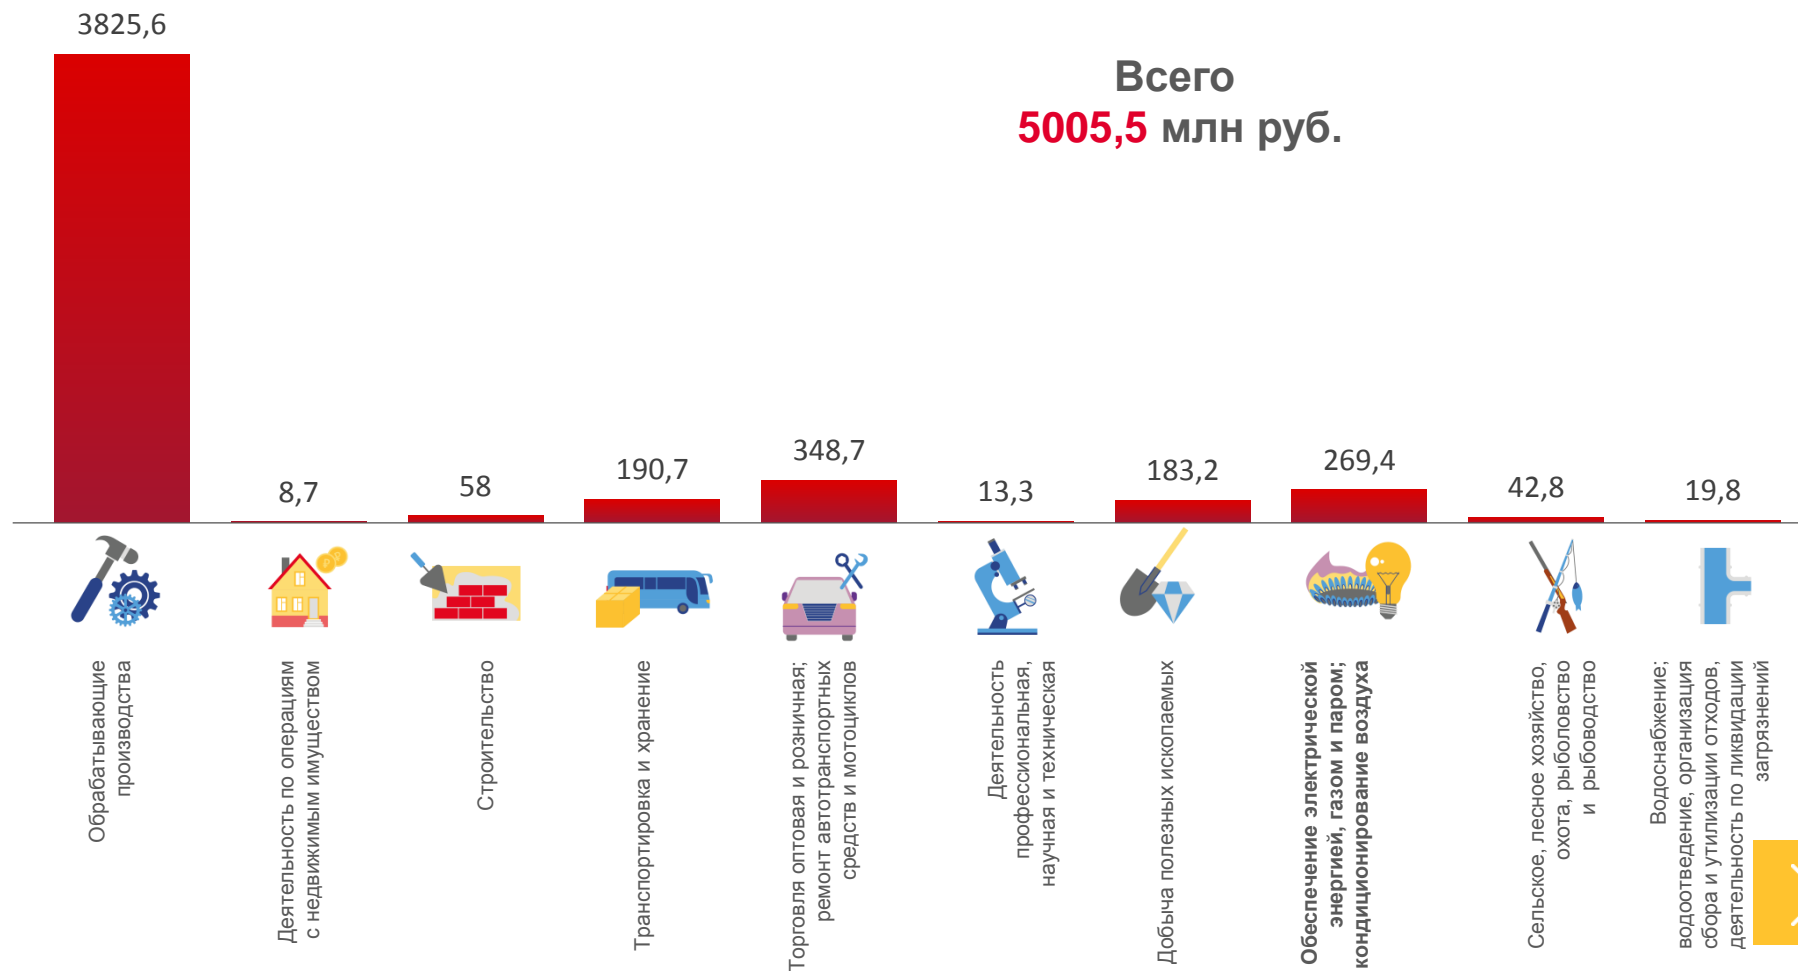 3825,6
Всего
5005,5 млн руб.
8,7
58
190,7
348,7
13,3
183,2
269,4
42,8
19,8
Обрабатывающие
производства
Деятельность по операциям
с недвижимым имуществом
Строительство
Транспортировка и хранение
Торговля оптовая и розничная;
ремонт автотранспортных
средств и мотоциклов
Деятельность
профессиональная,
научная и техническая
Добыча полезных ископаемых
Обеспечение электрической
энергией, газом и паром;
кондиционирование воздуха
Сельское, лесное хозяйство,
охота, рыболовство
и рыбоводство
Водоснабжение;
водоотведение, организация
сбора и утилизации отходов,
деятельность по ликвидации
загрязнений